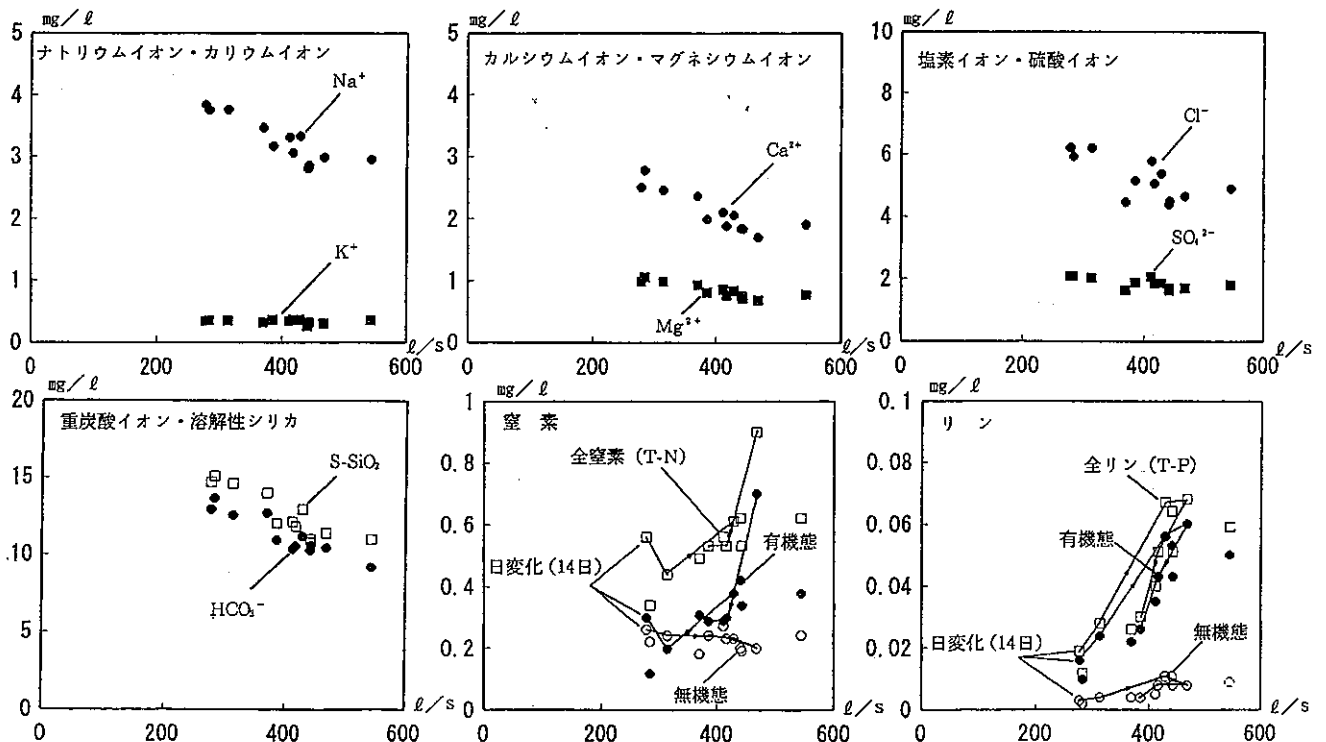 mg/ℓ
5
ナトリウムイオン・カリウムイオン
Na⁺
4
3
2
K⁺
1
0
0 200 400 600
ℓ/s
mg/ℓ
5
カルシウムイオン・マグネシウムイオン
4
3
Ca²⁺
2
1
Mg²⁺
0
0 200 400 600
ℓ/s
mg/ℓ
10
塩素イオン・硫酸イオン
8
Cl⁻
6
4
SO₄²⁻
2
0
0 200 400 600
ℓ/s
mg/ℓ
20
重炭酸イオン・溶解性シリカ
S-SiO₂
15
10
HCO₃⁻
5
0
0 200 400 600
ℓ/s
mg/ℓ
1
窒 素
全窒素 (T-N)
0.8
0.6
有機態
日変化 (14日)
0.4
0.2
無機態
0
0 200 400 600
ℓ/s
mg/ℓ
0.1
リ ン
全リン (T-P)
0.08
0.06
有機態
0.04
無機態
日変化 (14日)
0.02
0
0 200 400 600
ℓ/s